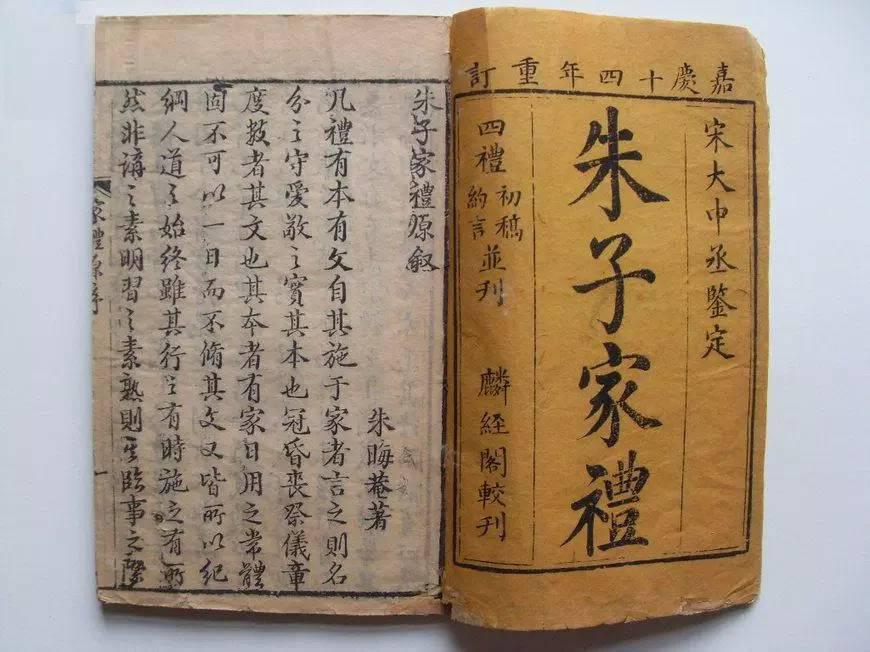 嘉慶十四年重訂
宋大中丞鑒定
朱子家禮
四禮初稿約言並刊
麟經閣較刊
朱子家禮原敘
朱晦菴著
凡禮有本有文自其施于家者言之則名
分之守愛敬之實其本也冠昏喪祭儀章
度數者其文也其本者有家日用之常體
固不可以一日而不脩其文又皆所以紀
綱人道之始終雖其行之有時施之有所
然非講之素明習之素熟則其臨事之際
家禮原序
一